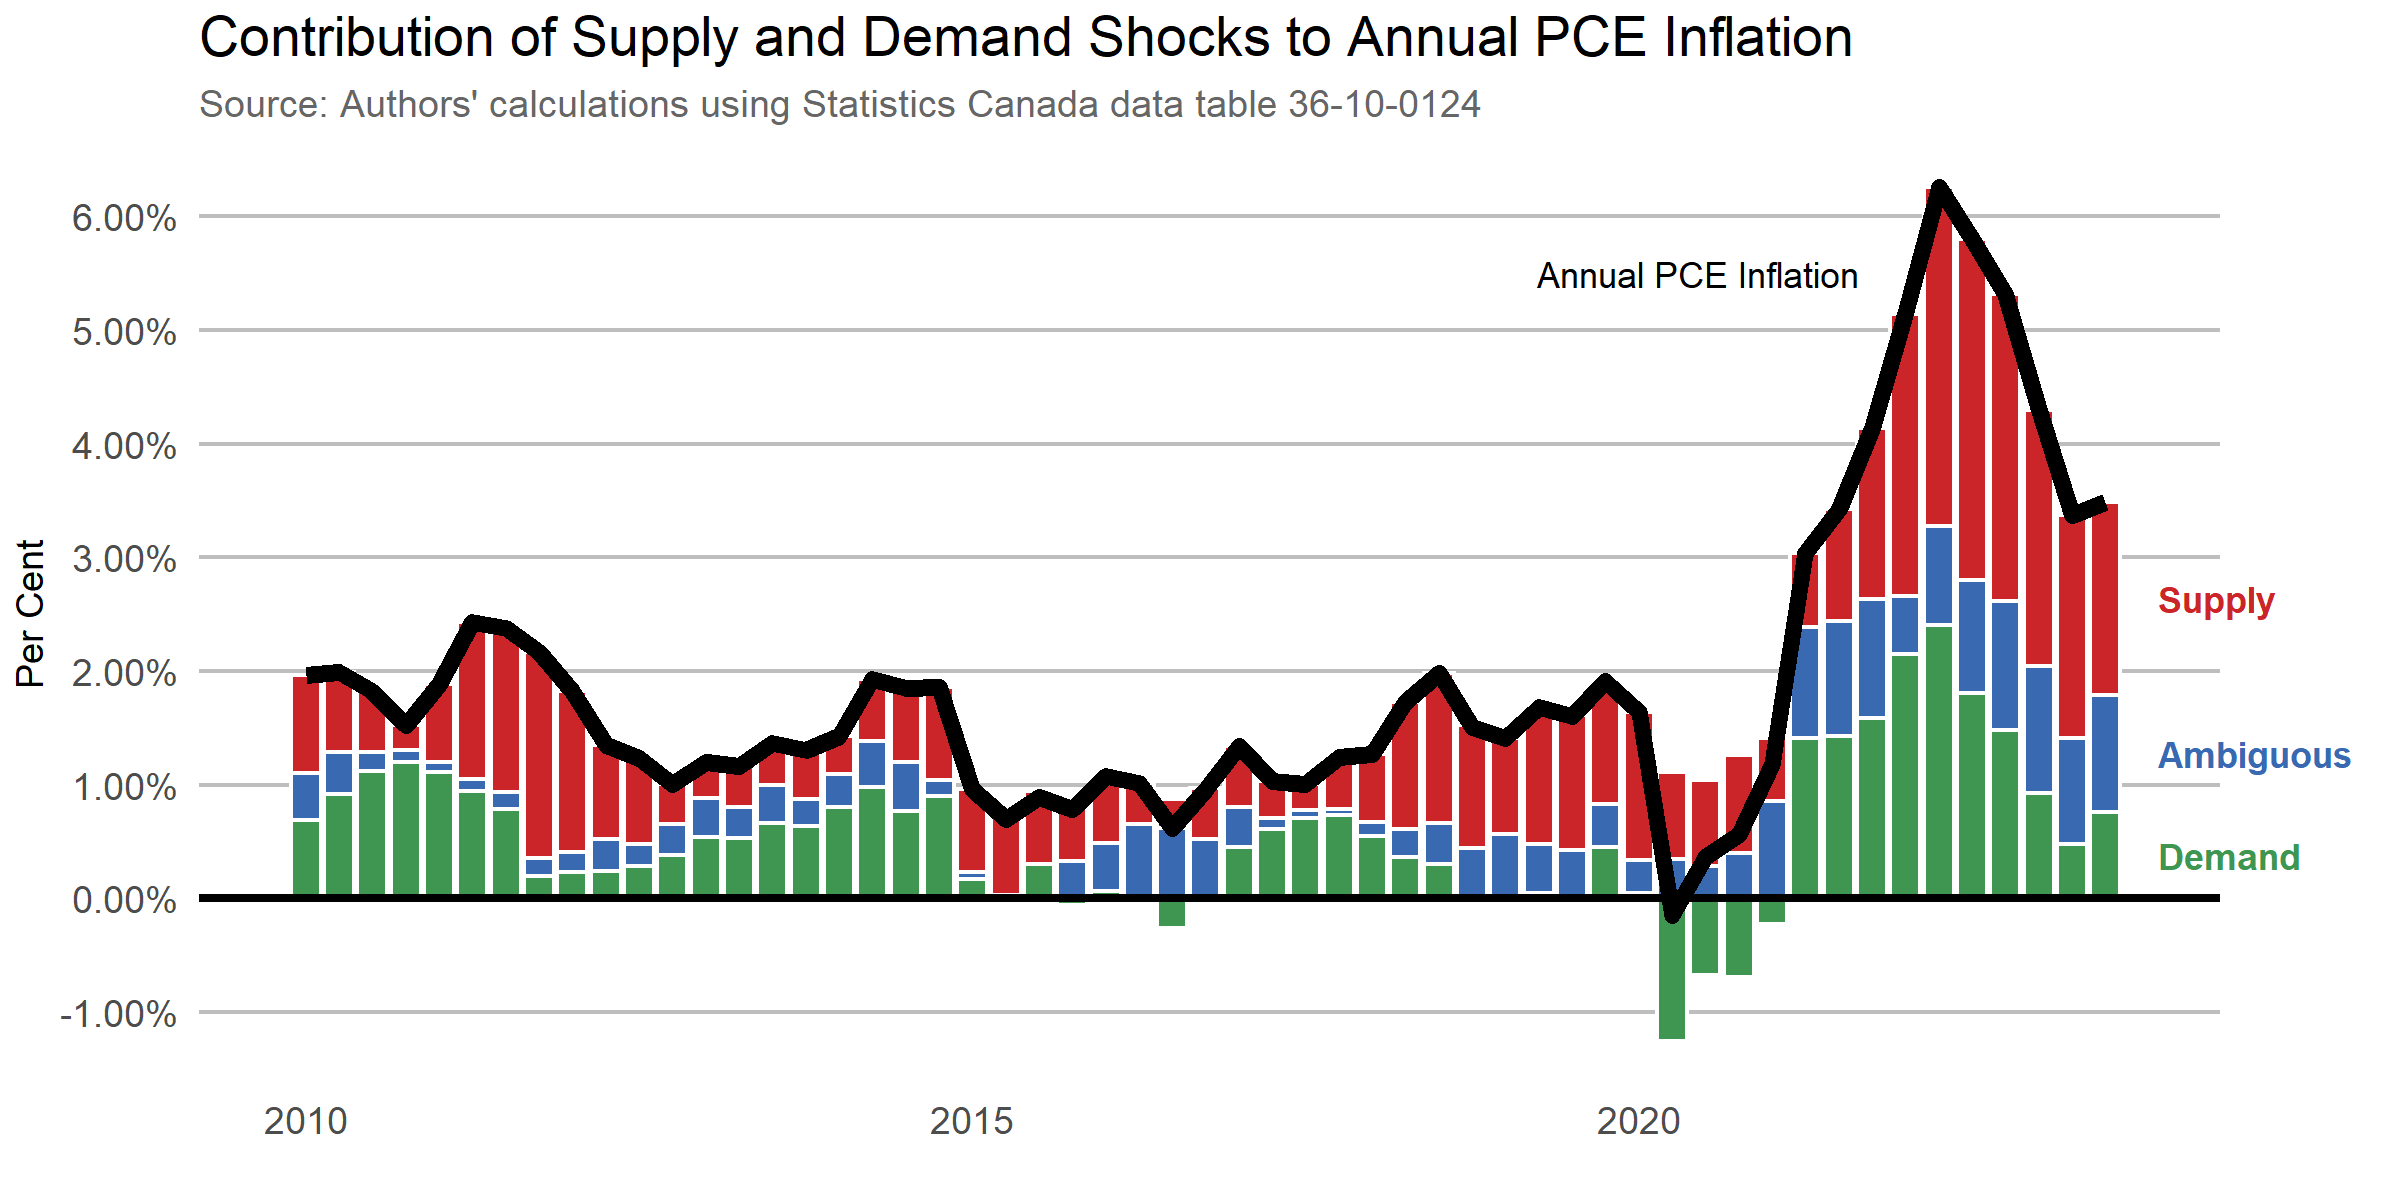 Contribution of Supply and Demand Shocks to Annual PCE Inflation
Source: Authors' calculations using Statistics Canada data table 36-10-0124
Per Cent
6.00%
5.00%
4.00%
3.00%
2.00%
1.00%
0.00%
-1.00%
Annual PCE Inflation
Supply
Ambiguous
Demand
2010
2015
2020